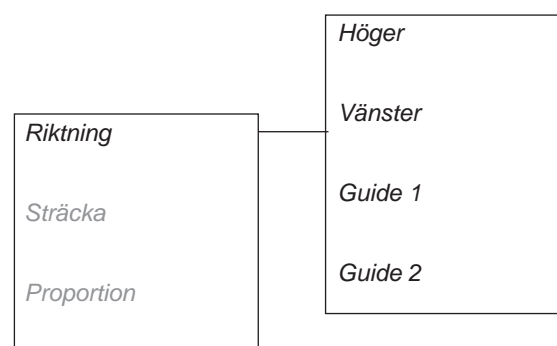 Riktning
Sträcka
Proportion
Höger
Vänster
Guide 1
Guide 2